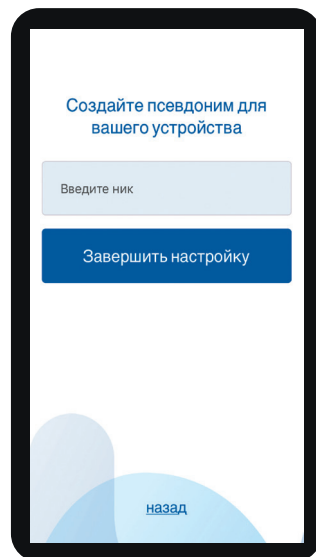 Создайте псевдоним для
вашего устройства
Введите ник
Завершить настройку
назад